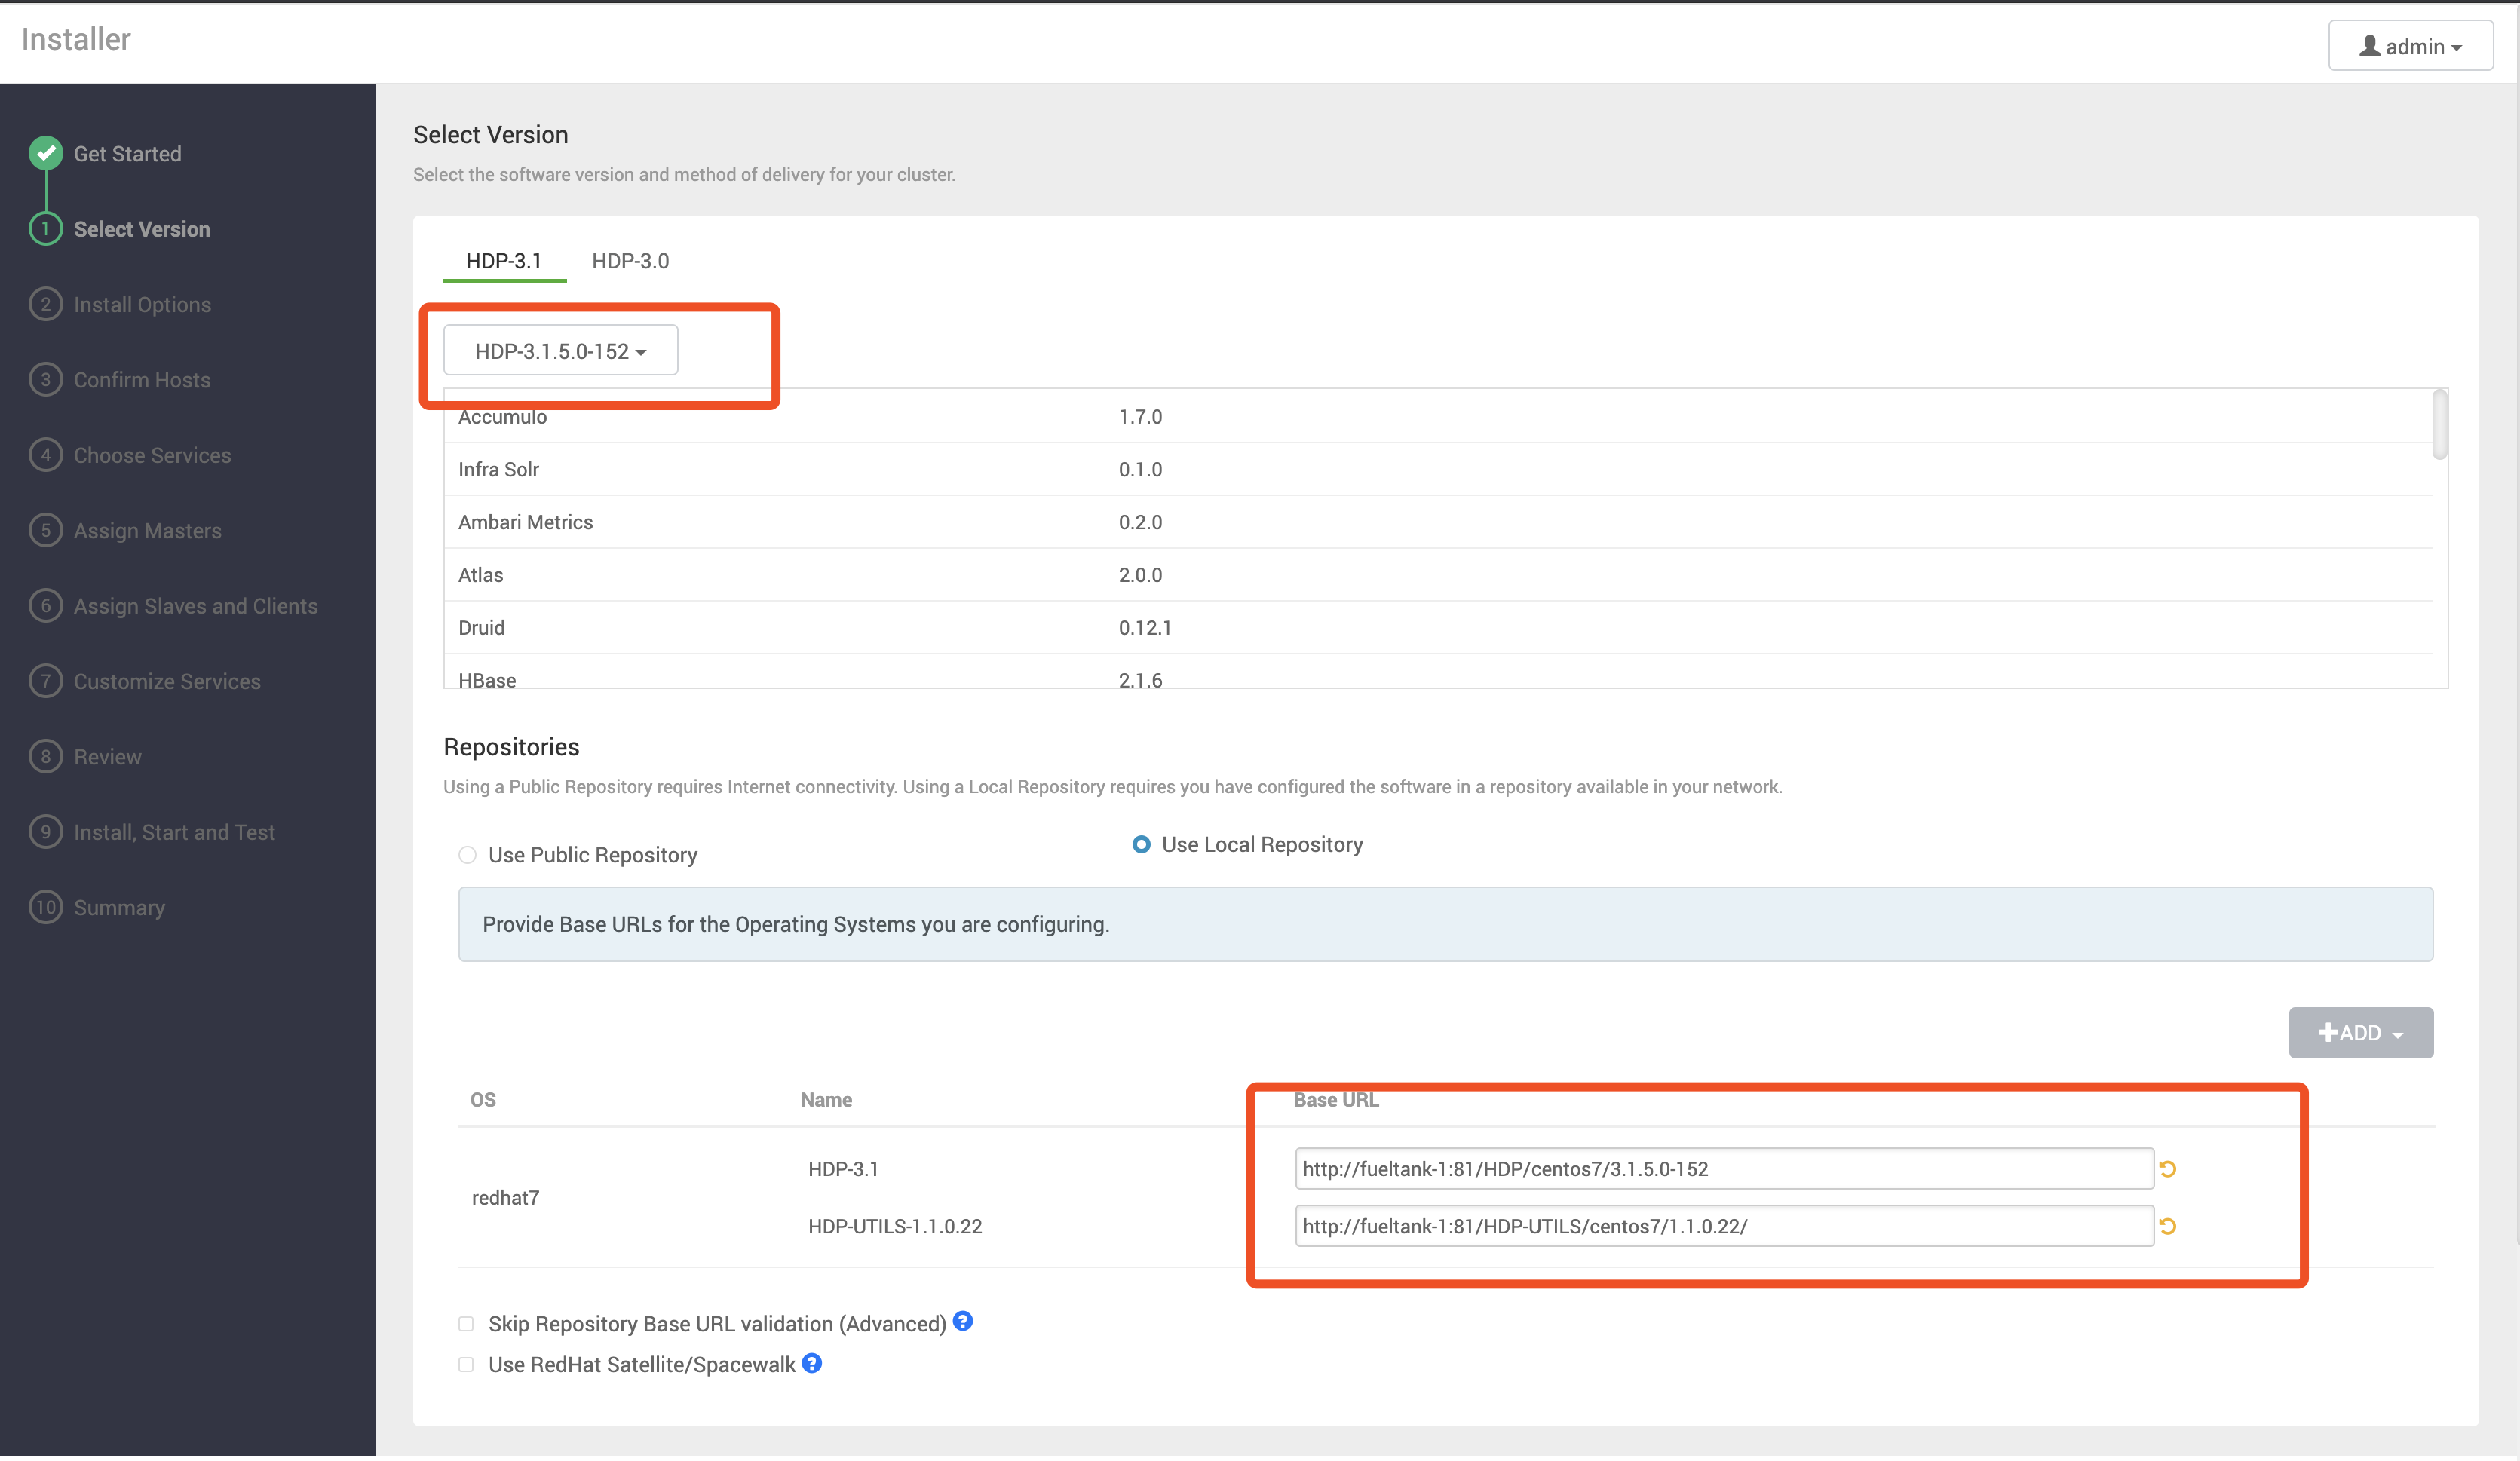 Installer
admin
Get Started
1 Select Version
2 Install Options
3 Confirm Hosts
4 Choose Services
5 Assign Masters
6 Assign Slaves and Clients
7 Customize Services
8 Review
9 Install, Start and Test
10 Summary
Select Version
Select the software version and method of delivery for your cluster.
HDP-3.1 HDP-3.0
HDP-3.1.5.0-152
Accumulo 1.7.0
Infra Solr 0.1.0
Ambari Metrics 0.2.0
Atlas 2.0.0
Druid 0.12.1
HBase 2.1.6
Repositories
Using a Public Repository requires Internet connectivity. Using a Local Repository requires you have configured the software in a repository available in your network.
Use Public Repository Use Local Repository
Provide Base URLs for the Operating Systems you are configuring.
ADD
OS Name Base URL
redhat7
HDP-3.1 http://fueltank-1:81/HDP/centos7/3.1.5.0-152
HDP-UTILS-1.1.0.22 http://fueltank-1:81/HDP-UTILS/centos7/1.1.0.22/
Skip Repository Base URL validation (Advanced) ?
Use RedHat Satellite/Spacewalk ?